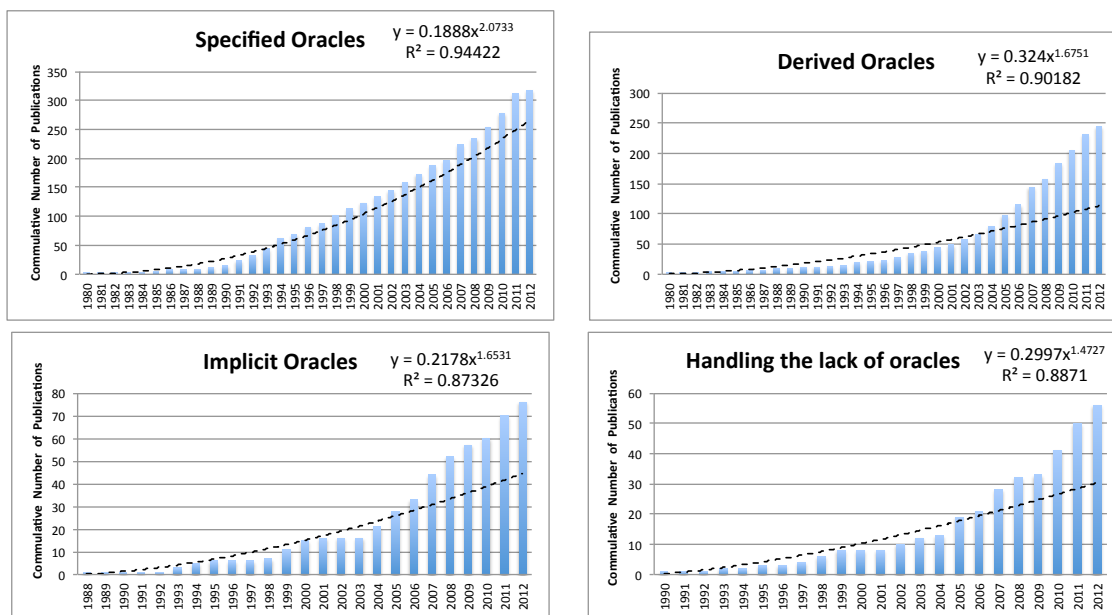 Specified Oracles
y = 0.1888x^2.0733
R² = 0.94422
Commulative Number of Publications
350
300
250
200
150
100
50
0
1980 1981 1982 1983 1984 1985 1986 1987 1988 1989 1990 1991 1992 1993 1994 1995 1996 1997 1998 1999 2000 2001 2002 2003 2004 2005 2006 2007 2008 2009 2010 2011 2012
Derived Oracles
y = 0.324x^1.6751
R² = 0.90182
Commulative Number of Publications
300
250
200
150
100
50
0
1980 1981 1982 1983 1984 1985 1986 1987 1988 1989 1990 1991 1992 1993 1994 1995 1996 1997 1998 1999 2000 2001 2002 2003 2004 2005 2006 2007 2008 2009 2010 2011 2012
Implicit Oracles
y = 0.2178x^1.6531
R² = 0.87326
Commulative Number of Publications
80
70
60
50
40
30
20
10
0
1988 1989 1990 1991 1992 1993 1994 1995 1996 1997 1998 1999 2000 2001 2002 2003 2004 2005 2006 2007 2008 2009 2010 2011 2012
Handling the lack of oracles
y = 0.2997x^1.4727
R² = 0.8871
Commulative Number of Publications
60
50
40
30
20
10
0
1990 1991 1992 1993 1994 1995 1996 1997 1998 1999 2000 2001 2002 2003 2004 2005 2006 2007 2008 2009 2010 2011 2012